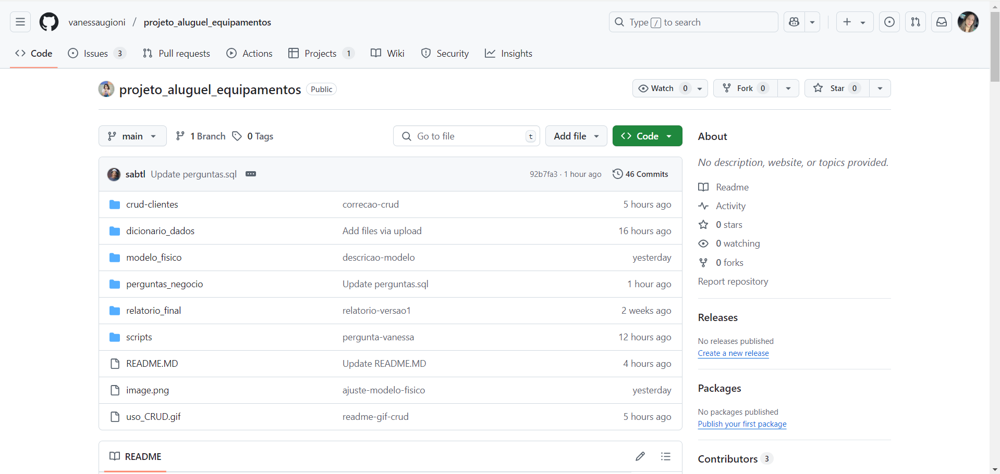 vanessaugioni / projeto_aluguel_equipamentos
Type / to search
Code Issues 3 Pull requests Actions Projects 1 Wiki Security Insights
projeto_aluguel_equipamentos Public
Watch 0 Fork 0 Star 0
main 1 Branch 0 Tags Go to file t Add file Code
sabtl Update perguntas.sql 92b7fa3 · 1 hour ago 46 Commits
crud-clientes correcao-crud 5 hours ago
dicionario_dados Add files via upload 16 hours ago
modelo_fisico descricao-modelo yesterday
perguntas_negocio Update perguntas.sql 1 hour ago
relatorio_final relatorio-versao1 2 weeks ago
scripts pergunta-vanessa 12 hours ago
README.MD Update README.MD 4 hours ago
image.png ajuste-modelo-fisico yesterday
uso_CRUD.gif readme-gif-crud 5 hours ago
README
About
No description, website, or topics provided.
Readme
Activity
0 stars
0 watching
0 forks
Report repository
Releases
No releases published
Create a new release
Packages
No packages published
Publish your first package
Contributors 3